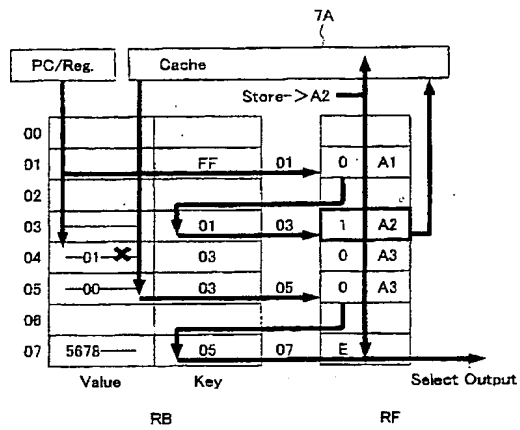 7A
PC/Reg. Cache
Store->A2
00
01 FF 01 0 A1
02
03 01 03 1 A2
04 01 03 0 A3
05 00 03 05 0 A3
06
07 5678 05 07 E
Value Key Select Output
RB RF